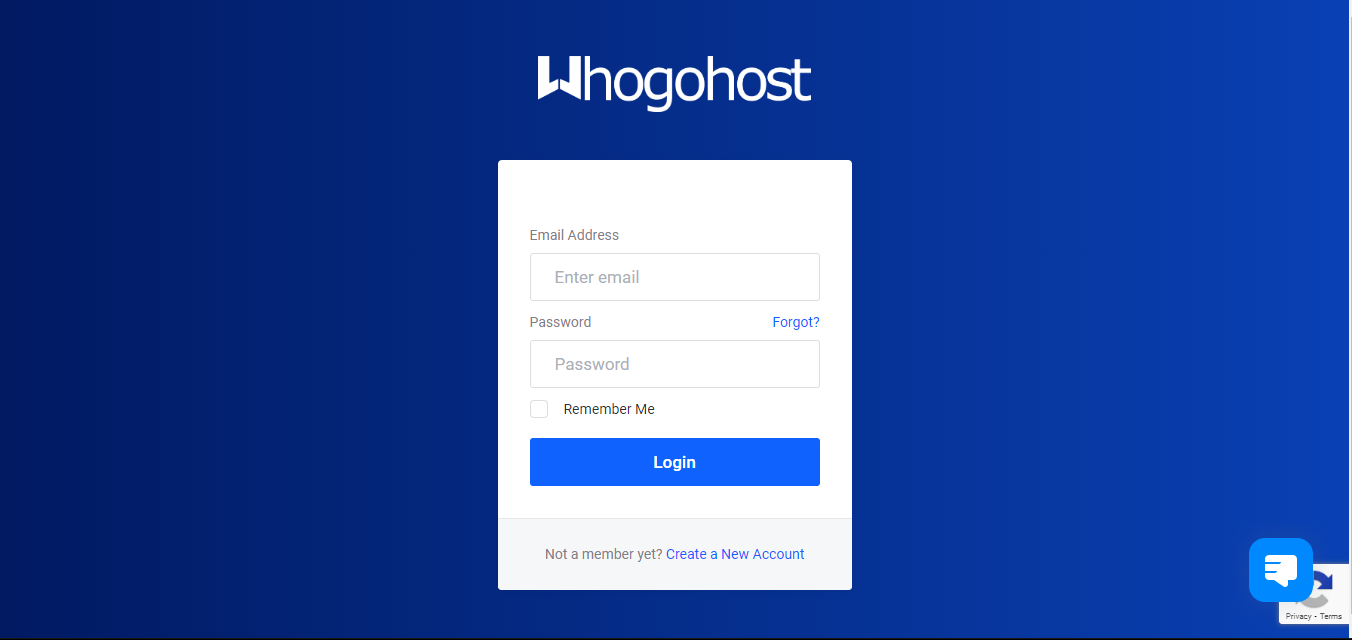 Whogohost
Email Address
Enter email
Password Forgot?
Password
Remember Me
Login
Not a member yet? Create a New Account
Privacy - Terms